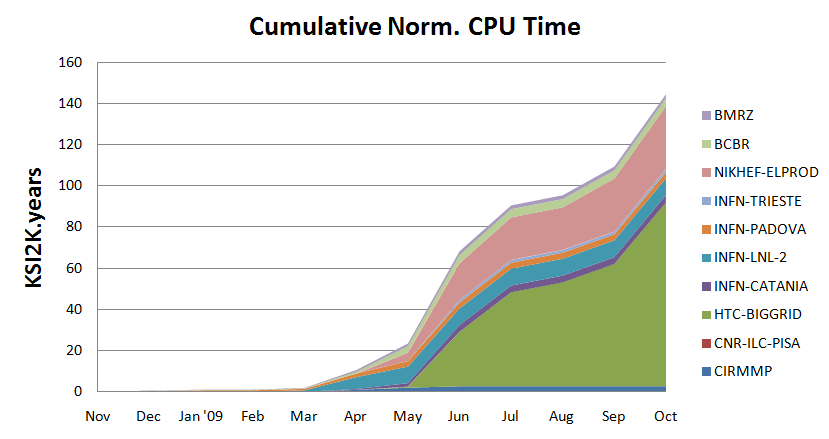 Cumulative Norm. CPU Time
KSI2K.years
160
140
120
100
80
60
40
20
0
Nov Dec Jan '09 Feb Mar Apr May Jun Jul Aug Sep Oct
BMRZ
BCBR
NIKHEF-ELPROD
INFN-TRIESTE
INFN-PADOVA
INFN-LNL-2
INFN-CATANIA
HTC-BIGGRID
CNR-ILC-PISA
CIRMMP